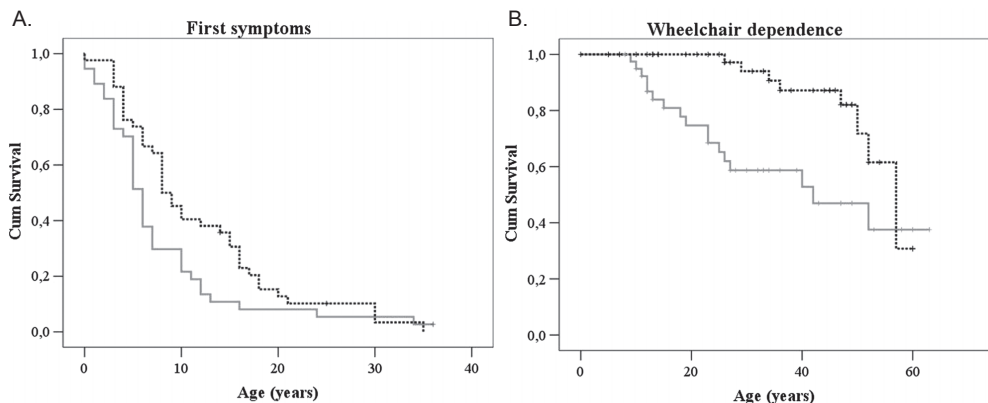 A.
First symptoms
Cum Survival
1,0
0,8
0,6
0,4
0,2
0,0
0
10
20
30
40
Age (years)
B.
Wheelchair dependence
Cum Survival
1,0
0,8
0,6
0,4
0,2
0,0
0
20
40
60
Age (years)